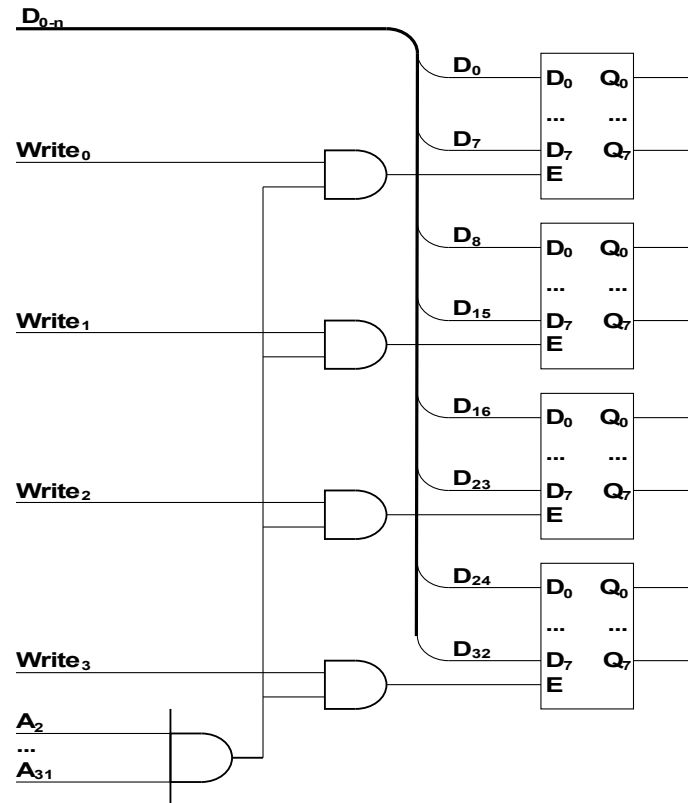 D0-n
D0 D0 Q0
... ...
Write0 D7 D7 Q7
E
D8 D0 Q0
... ...
Write1 D15 D7 Q7
E
D16 D0 Q0
... ...
Write2 D23 D7 Q7
E
D24 D0 Q0
... ...
Write3 D32 D7 Q7
E
A2
...
A31